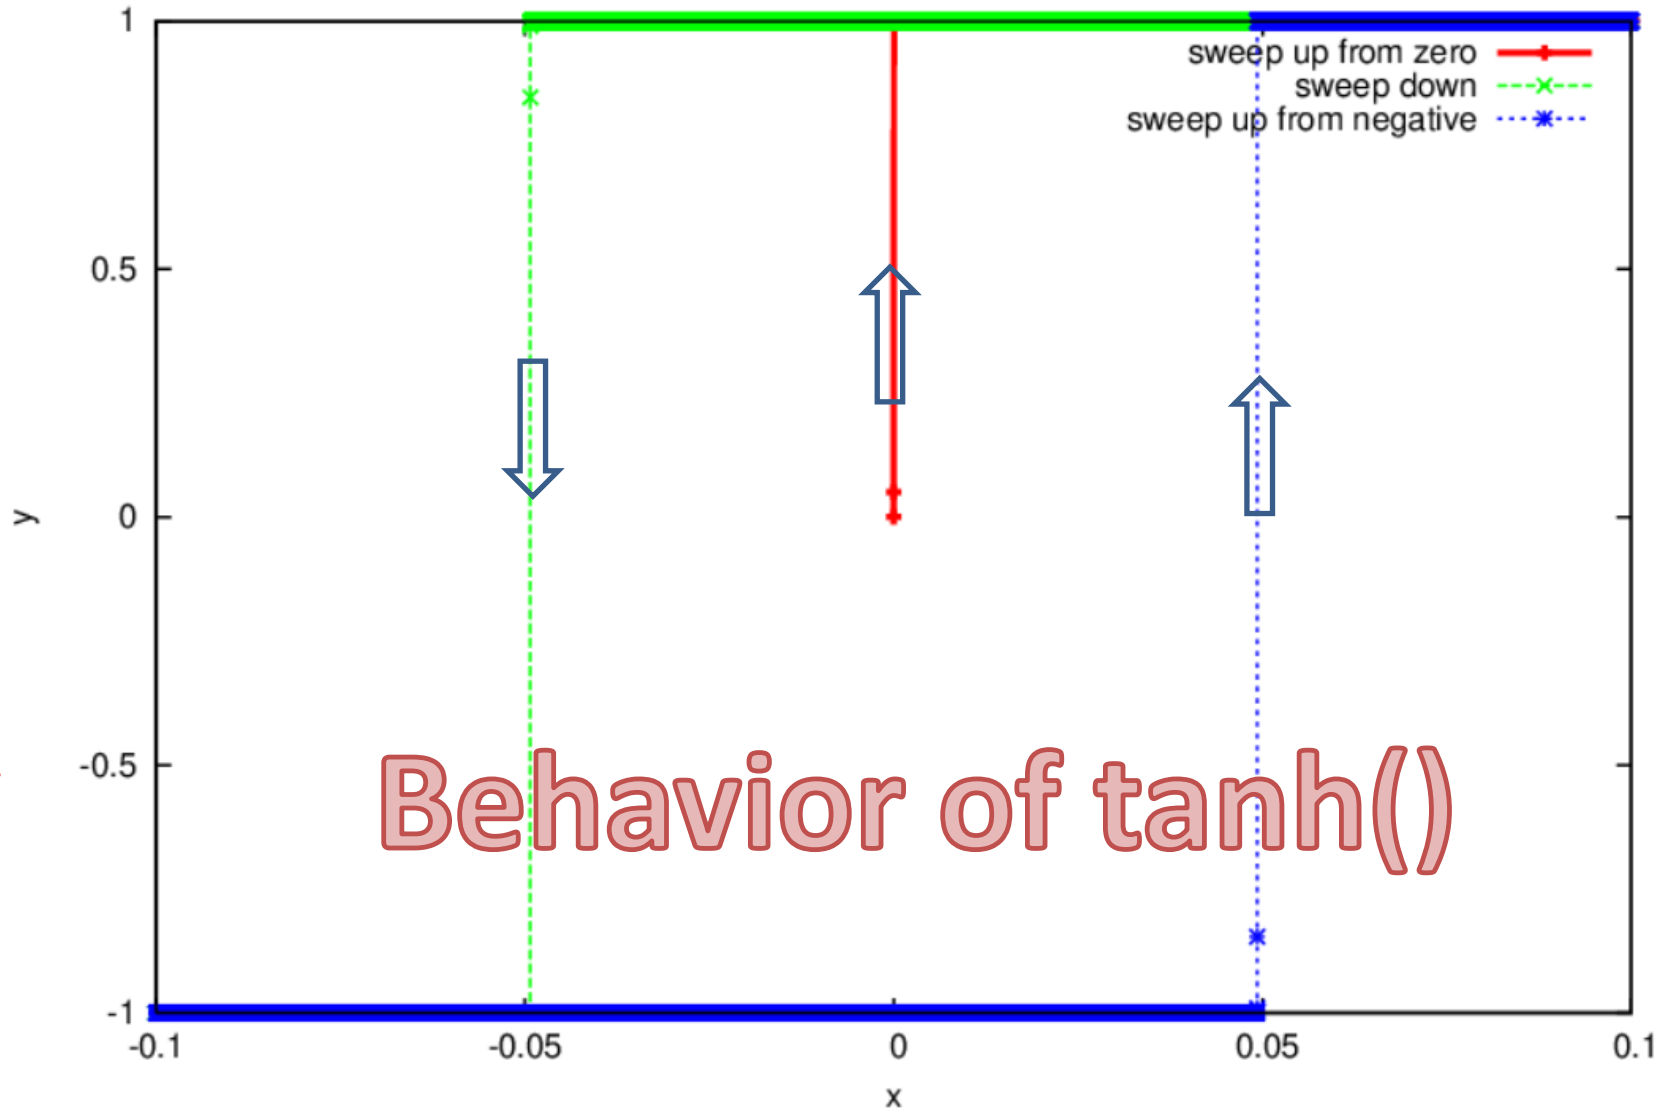 1
sweep up from zero
sweep down
sweep up from negative
0.5
y
0
-0.5
Behavior of tanh()
-1
-0.1
-0.05
0
0.05
0.1
x